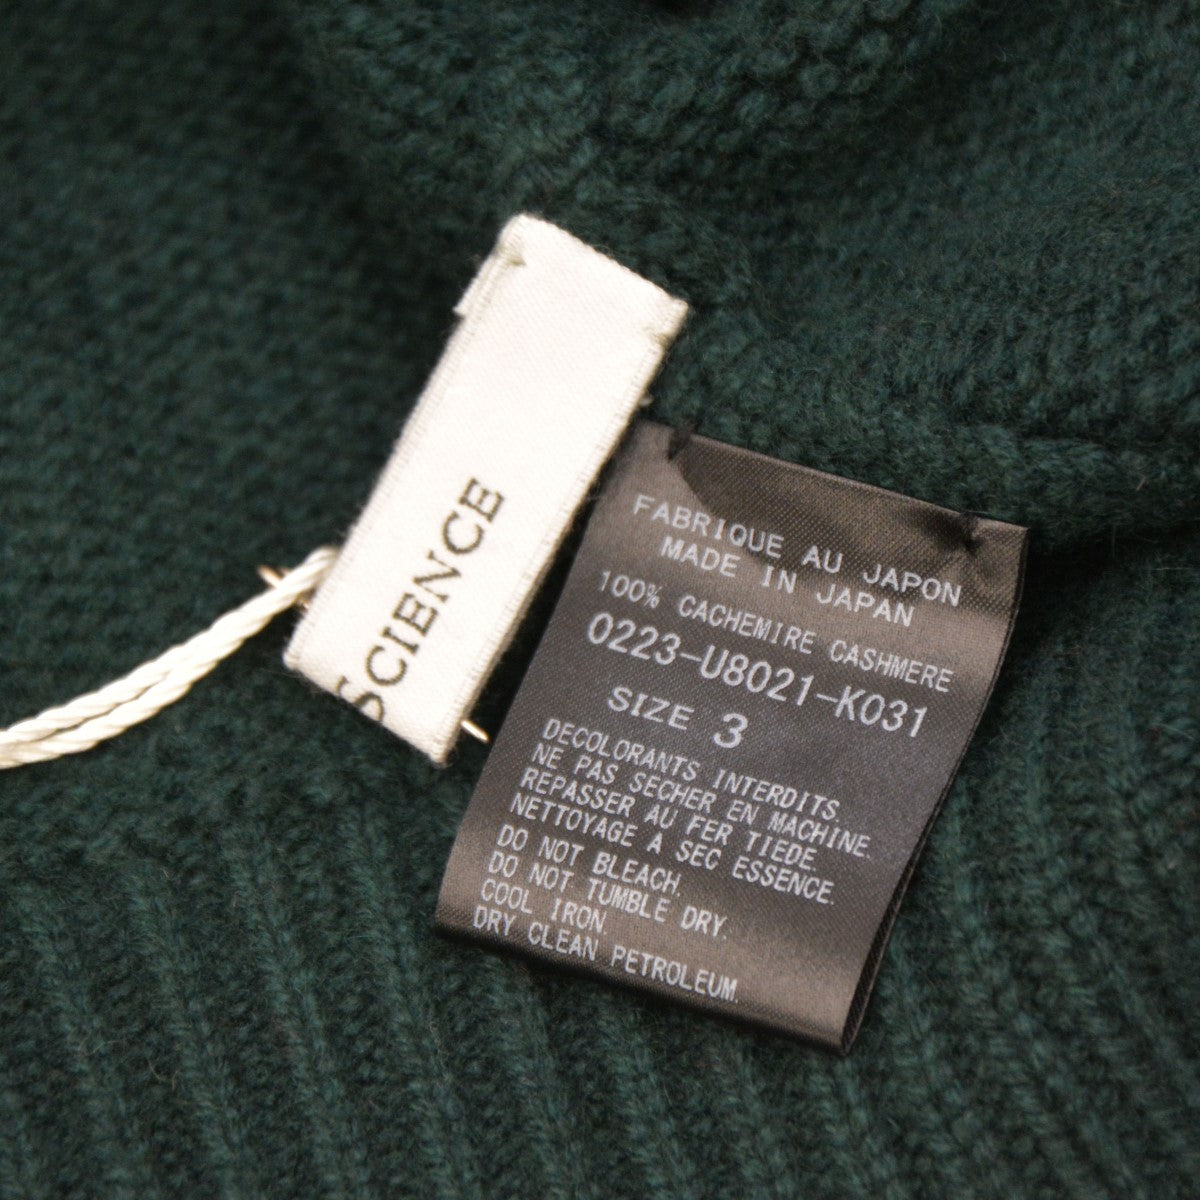 SCIENCE
FABRIQUE AU JAPON
MADE IN JAPAN
100% CACHEMIRE CASHMERE
0223-U8021-K031
SIZE 3
DECOLORANTS INTERDITS
NE PAS SECHER EN MACHINE.
REPASSER AU FER TIEDE.
NETTOYAGE À SEC ESSENCE.
DO NOT BLEACH.
DO NOT TUMBLE DRY.
COOL IRON.
DRY CLEAN PETROLEUM.